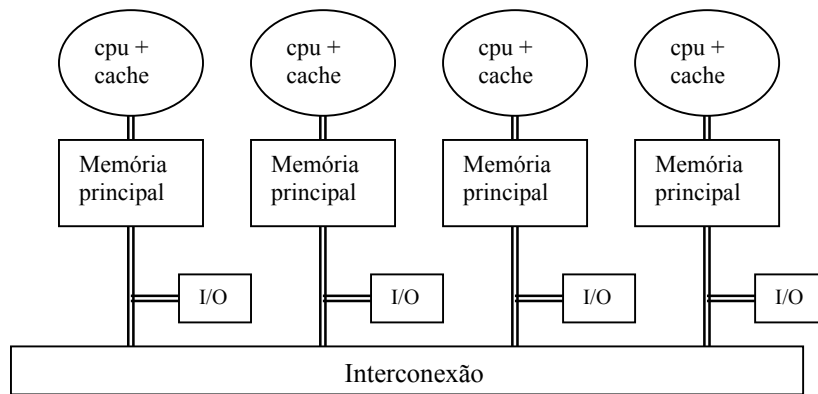 cpu +
cache
cpu +
cache
cpu +
cache
cpu +
cache
Memória
principal
Memória
principal
Memória
principal
Memória
principal
I/O
I/O
I/O
I/O
Interconexão